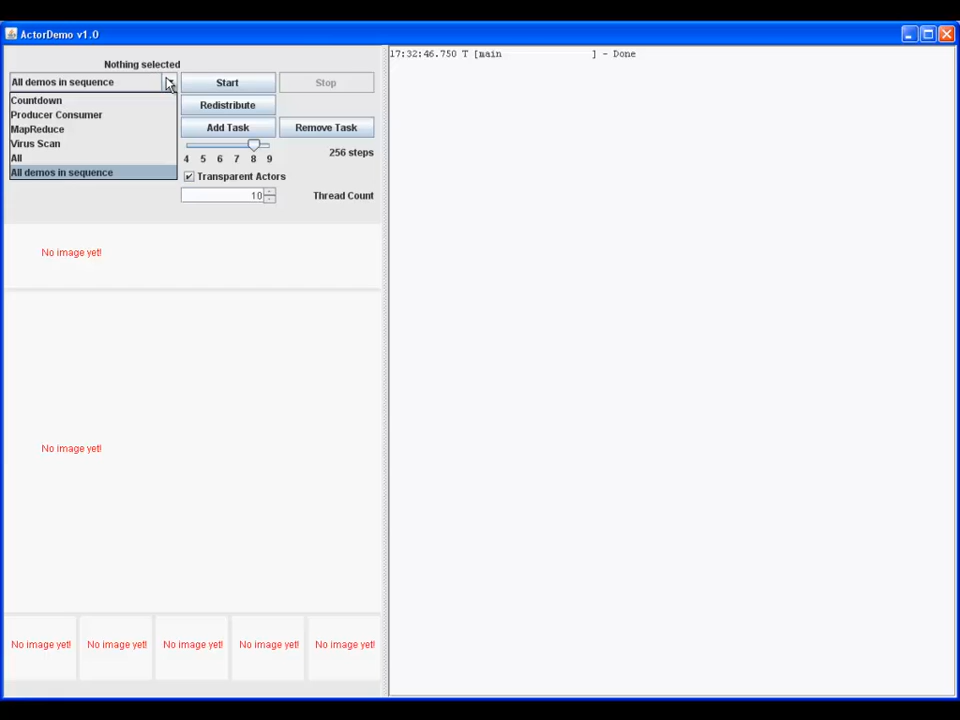 ActorDemo v1.0
Nothing selected
All demos in sequence
Start
Stop
Countdown
Producer Consumer
MapReduce
Virus Scan
All
All demos in sequence
Redistribute
Add Task
Remove Task
256 steps
4 5 6 7 8 9
Transparent Actors
10
Thread Count
No image yet!
No image yet!
No image yet! No image yet! No image yet! No image yet! No image yet!
17:32:46.750 T [main ] - Done